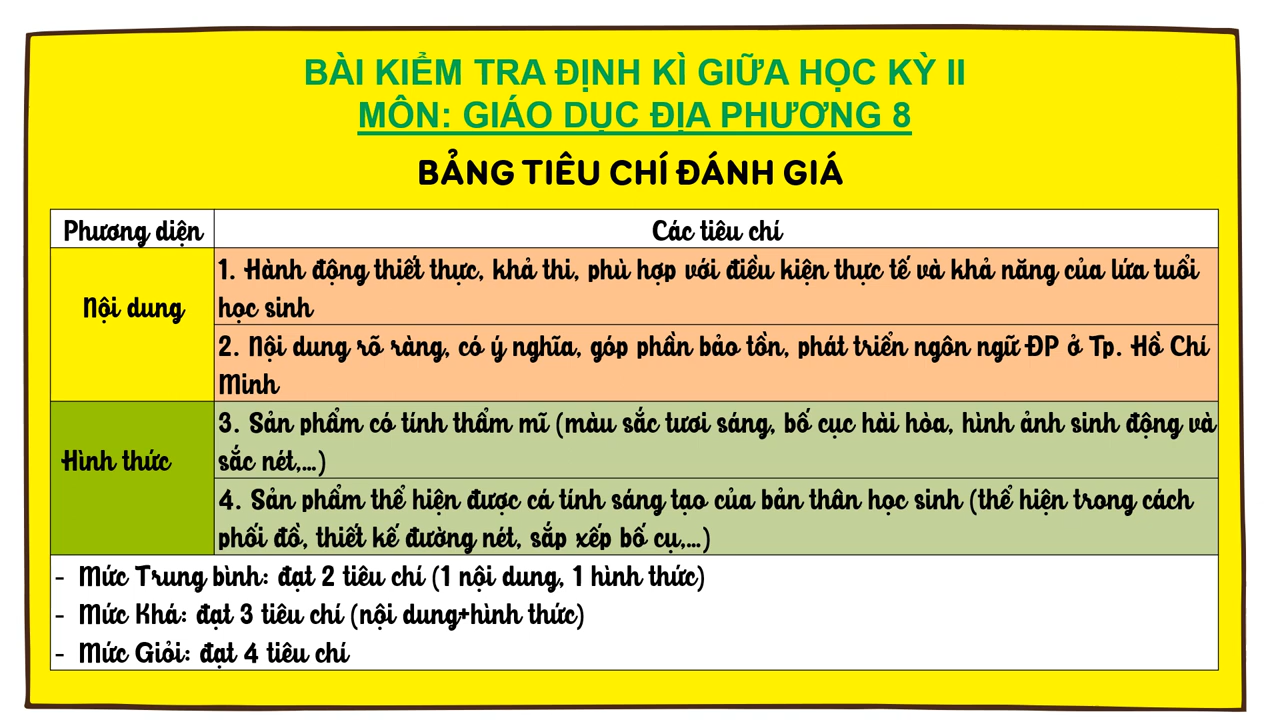 BÀI KIỂM TRA ĐỊNH KÌ GIỮA HỌC KỲ II
MÔN: GIÁO DỤC ĐỊA PHƯƠNG 8
BẢNG TIÊU CHÍ ĐÁNH GIÁ
Phương diện Các tiêu chí
Nội dung
1. Hành động thiết thực, khả thi, phù hợp với điều kiện thực tế và khả năng của lứa tuổi
học sinh
2. Nội dung rõ ràng, có ý nghĩa, góp phần bảo tồn, phát triển ngôn ngữ ĐP ở Tp. Hồ Chí
Minh
Hình thức
3. Sản phẩm có tính thẩm mĩ (màu sắc tươi sáng, bố cục hài hòa, hình ảnh sinh động và
sắc nét,...)
4. Sản phẩm thể hiện được cá tính sáng tạo của bản thân học sinh (thể hiện trong cách
phối đồ, thiết kế đường nét, sắp xếp bố cụ,...)
- Mức Trung bình: đạt 2 tiêu chí (1 nội dung, 1 hình thức)
- Mức Khá: đạt 3 tiêu chí (nội dung+hình thức)
- Mức Giỏi: đạt 4 tiêu chí